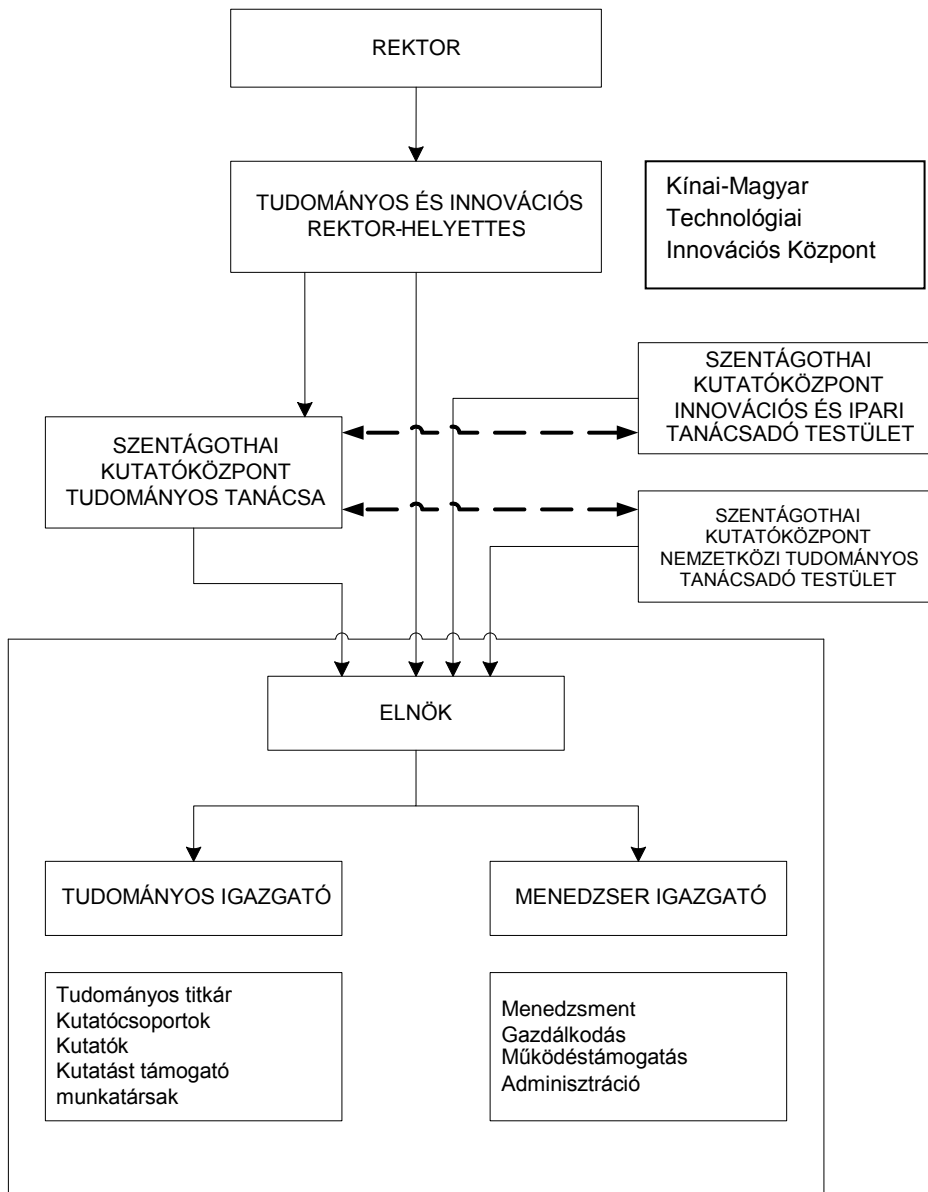 REKTOR
TUDOMÁNYOS ÉS INNOVÁCIÓS
REKTOR-HELYETTES
Kínai-Magyar
Technológiai
Innovációs Központ
SZENTÁGOTHAI
KUTATÓKÖZPONT
INNOVÁCIÓS ÉS IPARI
TANÁCSADÓ TESTÜLET
SZENTÁGOTHAI
KUTATÓKÖZPONT
TUDOMÁNYOS TANÁCSA
SZENTÁGOTHAI
KUTATÓKÖZPONT
NEMZETKÖZI TUDOMÁNYOS
TANÁCSADÓ TESTÜLET
ELNÖK
TUDOMÁNYOS IGAZGATÓ
MENEDZSER IGAZGATÓ
Tudományos titkár
Kutatócsoportok
Kutatók
Kutatást támogató
munkatársak
Menedzsment
Gazdálkodás
Működéstámogatás
Adminisztráció